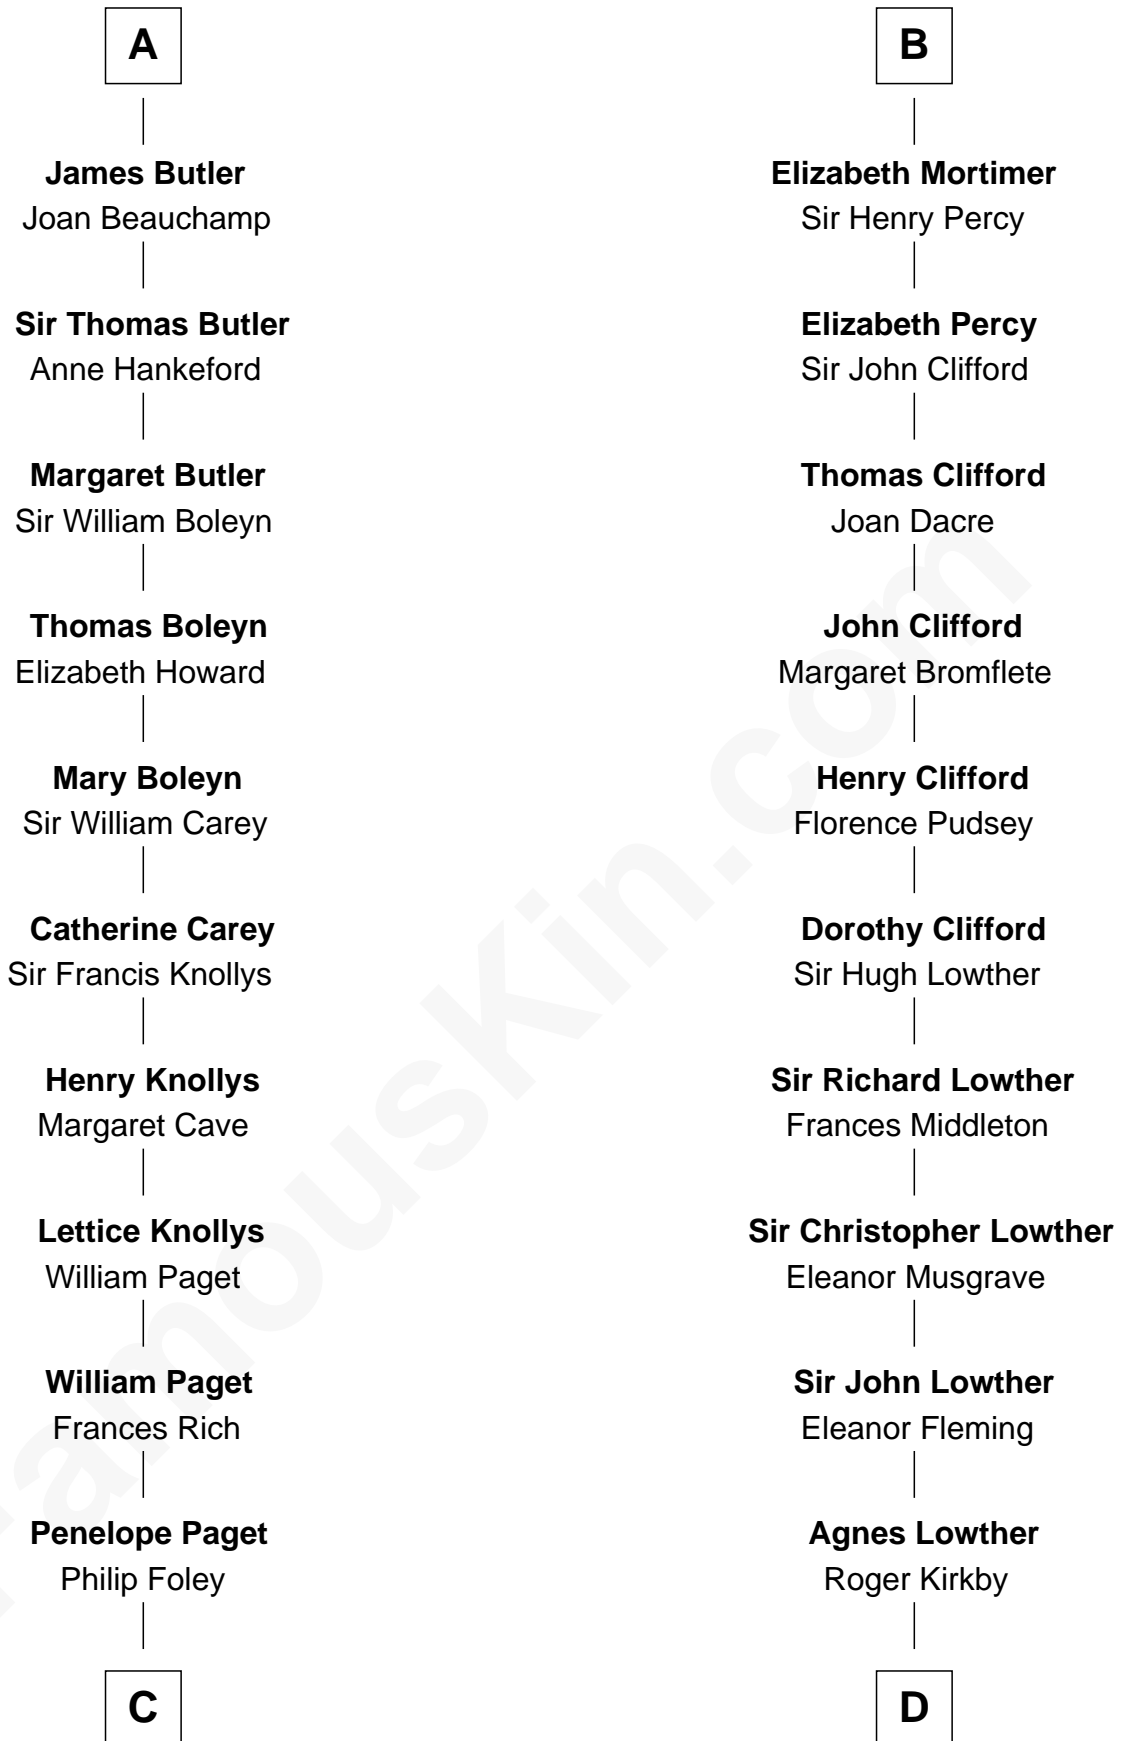 A
James Butler
Joan Beauchamp
Sir Thomas Butler
Anne Hankeford
Margaret Butler
Sir William Boleyn
Thomas Boleyn
Elizabeth Howard
Mary Boleyn
Sir William Carey
Catherine Carey
Sir Francis Knollys
Henry Knollys
Margaret Cave
Lettice Knollys
William Paget
William Paget
Frances Rich
Penelope Paget
Philip Foley
C
B
Elizabeth Mortimer
Sir Henry Percy
Elizabeth Percy
Sir John Clifford
Thomas Clifford
Joan Dacre
John Clifford
Margaret Bromflete
Henry Clifford
Florence Pudsey
Dorothy Clifford
Sir Hugh Lowther
Sir Richard Lowther
Frances Middleton
Sir Christopher Lowther
Eleanor Musgrave
Sir John Lowther
Eleanor Fleming
Agnes Lowther
Roger Kirkby
D
FamousKin.com